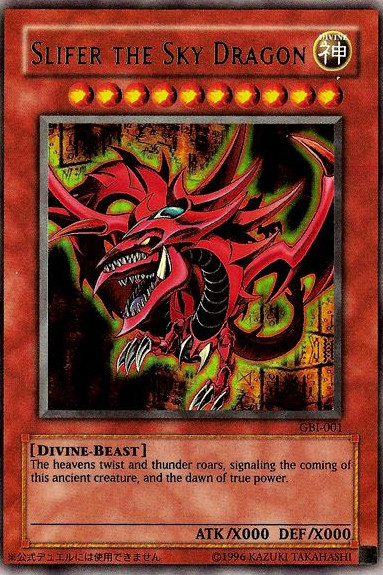 SLIFER THE SKY DRAGON
DIVINE
神
GBI-001
[DIVINE-BEAST]
The heavens twist and thunder roars, signaling the coming of
this ancient creature, and the dawn of true power.
ATK/X000 DEF/X000
※公式デュエルには使用できません
©1996 KAZUKI TAKAHASHI